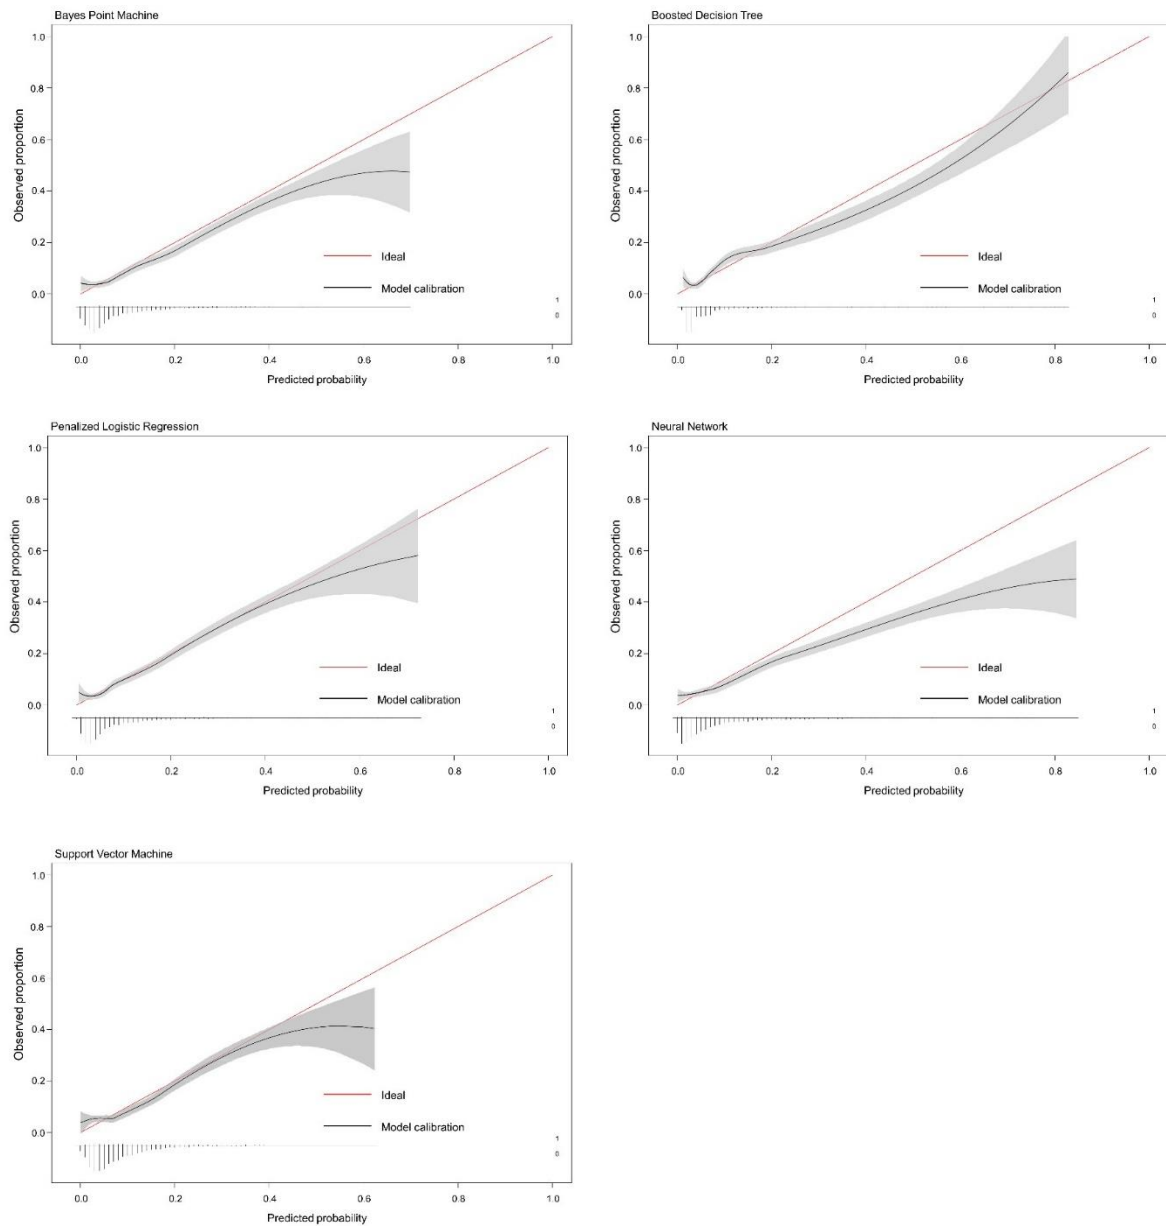 Bayes Point Machine
1.0
0.8
0.6
0.4
0.2
0.0
Observed proportion
Ideal
Model calibration
1
0
0.0 0.2 0.4 0.6 0.8 1.0
Predicted probability
Boosted Decision Tree
1.0
0.8
0.6
0.4
0.2
0.0
Observed proportion
Ideal
Model calibration
1
0
0.0 0.2 0.4 0.6 0.8 1.0
Predicted probability
Penalized Logistic Regression
1.0
0.8
0.6
0.4
0.2
0.0
Observed proportion
Ideal
Model calibration
1
0
0.0 0.2 0.4 0.6 0.8 1.0
Predicted probability
Neural Network
1.0
0.8
0.6
0.4
0.2
0.0
Observed proportion
Ideal
Model calibration
1
0
0.0 0.2 0.4 0.6 0.8 1.0
Predicted probability
Support Vector Machine
1.0
0.8
0.6
0.4
0.2
0.0
Observed proportion
Ideal
Model calibration
1
0
0.0 0.2 0.4 0.6 0.8 1.0
Predicted probability